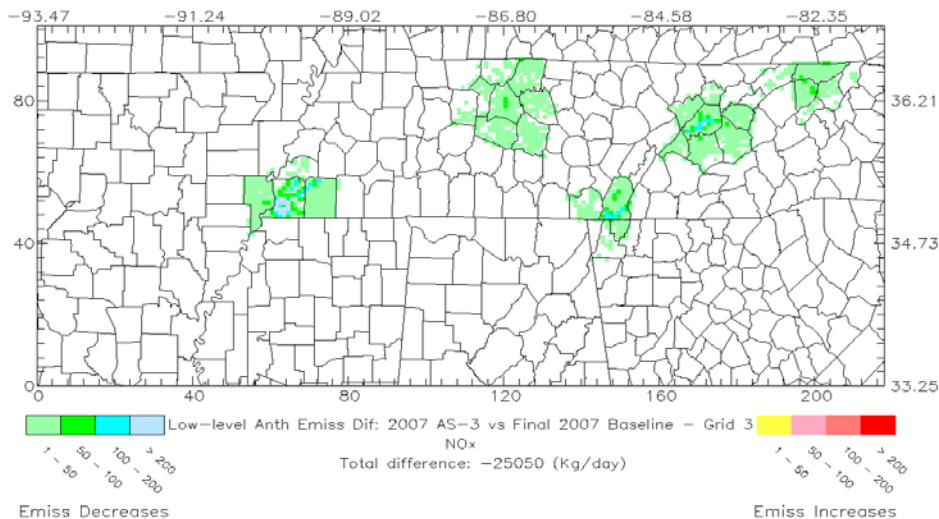 -93.47 -91.24 -89.02 -86.80 -84.58 -82.35
80 36.21
40 34.73
0 33.25
0 40 80 120 160 200
Low-level Anth Emiss Dif: 2007 AS-3 vs Final 2007 Baseline - Grid 3
NOx
1 - 50 50 - 100 100 - 200 > 200 1 - 50 50 - 100 100 - 200 > 200
Total difference: -25050 (Kg/day)
Emiss Decreases Emiss Increases